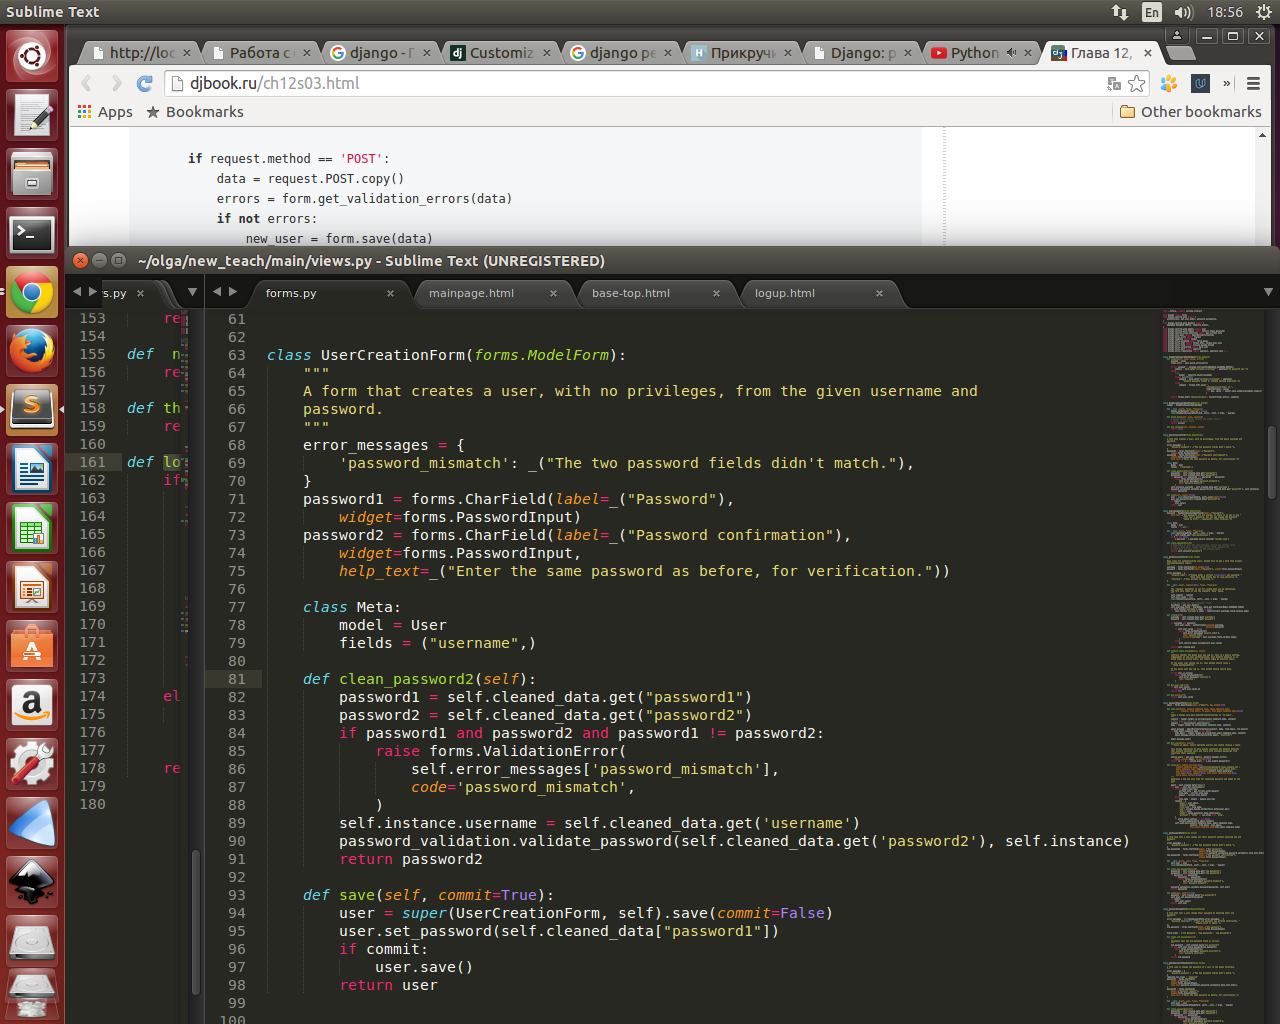 Sublime Text
En
18:56
http://loc
Работа с
django - П
Customiz
django pe
Прикручи
Django: р
Python
Глава 12,
djbook.ru/ch12s03.html
Apps
Bookmarks
Other bookmarks
if request.method == 'POST':
data = request.POST.copy()
errors = form.get_validation_errors(data)
if not errors:
new_user = form.save(data)
~/olga/new_teach/main/views.py - Sublime Text (UNREGISTERED)
s.py
forms.py
mainpage.html
base-top.html
logup.html
153 re
154
155 def n
156 re
157
158 def th
159 re
160
161 def lo
162 if
163
164
165
166
167
168
169
170
171
172
173
174 el
175
176
177
178 re
179
180
61
62
63 class UserCreationForm(forms.ModelForm):
64 """
65 A form that creates a user, with no privileges, from the given username and
66 password.
67 """
68 error_messages = {
69 'password_mismatch': _("The two password fields didn't match."),
70 }
71 password1 = forms.CharField(label=_("Password"),
72 widget=forms.PasswordInput)
73 password2 = forms.CharField(label=_("Password confirmation"),
74 widget=forms.PasswordInput,
75 help_text=_("Enter the same password as before, for verification."))
76
77 class Meta:
78 model = User
79 fields = ("username",)
80
81 def clean_password2(self):
82 password1 = self.cleaned_data.get("password1")
83 password2 = self.cleaned_data.get("password2")
84 if password1 and password2 and password1 != password2:
85 raise forms.ValidationError(
86 self.error_messages['password_mismatch'],
87 code='password_mismatch',
88 )
89 self.instance.username = self.cleaned_data.get('username')
90 password_validation.validate_password(self.cleaned_data.get('password2'), self.instance)
91 return password2
92
93 def save(self, commit=True):
94 user = super(UserCreationForm, self).save(commit=False)
95 user.set_password(self.cleaned_data["password1"])
96 if commit:
97 user.save()
98 return user
99
100